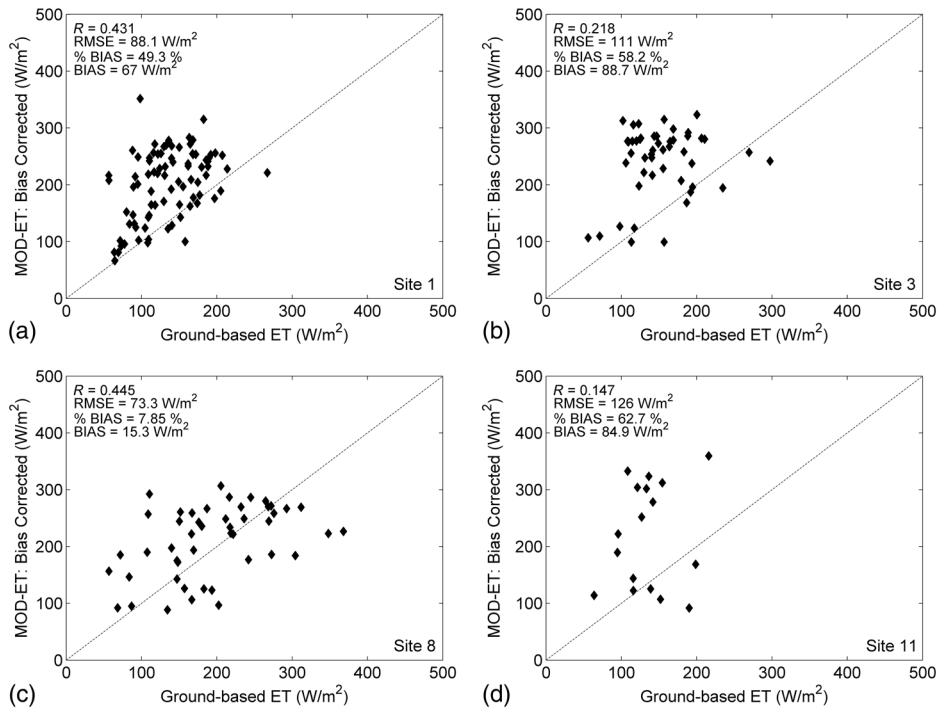 R = 0.431
RMSE = 88.1 W/m²
% BIAS = 49.3 %
BIAS = 67 W/m²
500
400
300
200
100
0
MOD-ET: Bias Corrected (W/m²)
0 100 200 300 400 500
Ground-based ET (W/m²)
Site 1
(a)
R = 0.218
RMSE = 111 W/m²
% BIAS = 58.2 %
BIAS = 88.7 W/m²
500
400
300
200
100
0
MOD-ET: Bias Corrected (W/m²)
0 100 200 300 400 500
Ground-based ET (W/m²)
Site 3
(b)
R = 0.445
RMSE = 73.3 W/m²
% BIAS = 7.85 %
BIAS = 15.3 W/m²
500
400
300
200
100
0
MOD-ET: Bias Corrected (W/m²)
0 100 200 300 400 500
Ground-based ET (W/m²)
Site 8
(c)
R = 0.147
RMSE = 126 W/m²
% BIAS = 62.7 %
BIAS = 84.9 W/m²
500
400
300
200
100
0
MOD-ET: Bias Corrected (W/m²)
0 100 200 300 400 500
Ground-based ET (W/m²)
Site 11
(d)